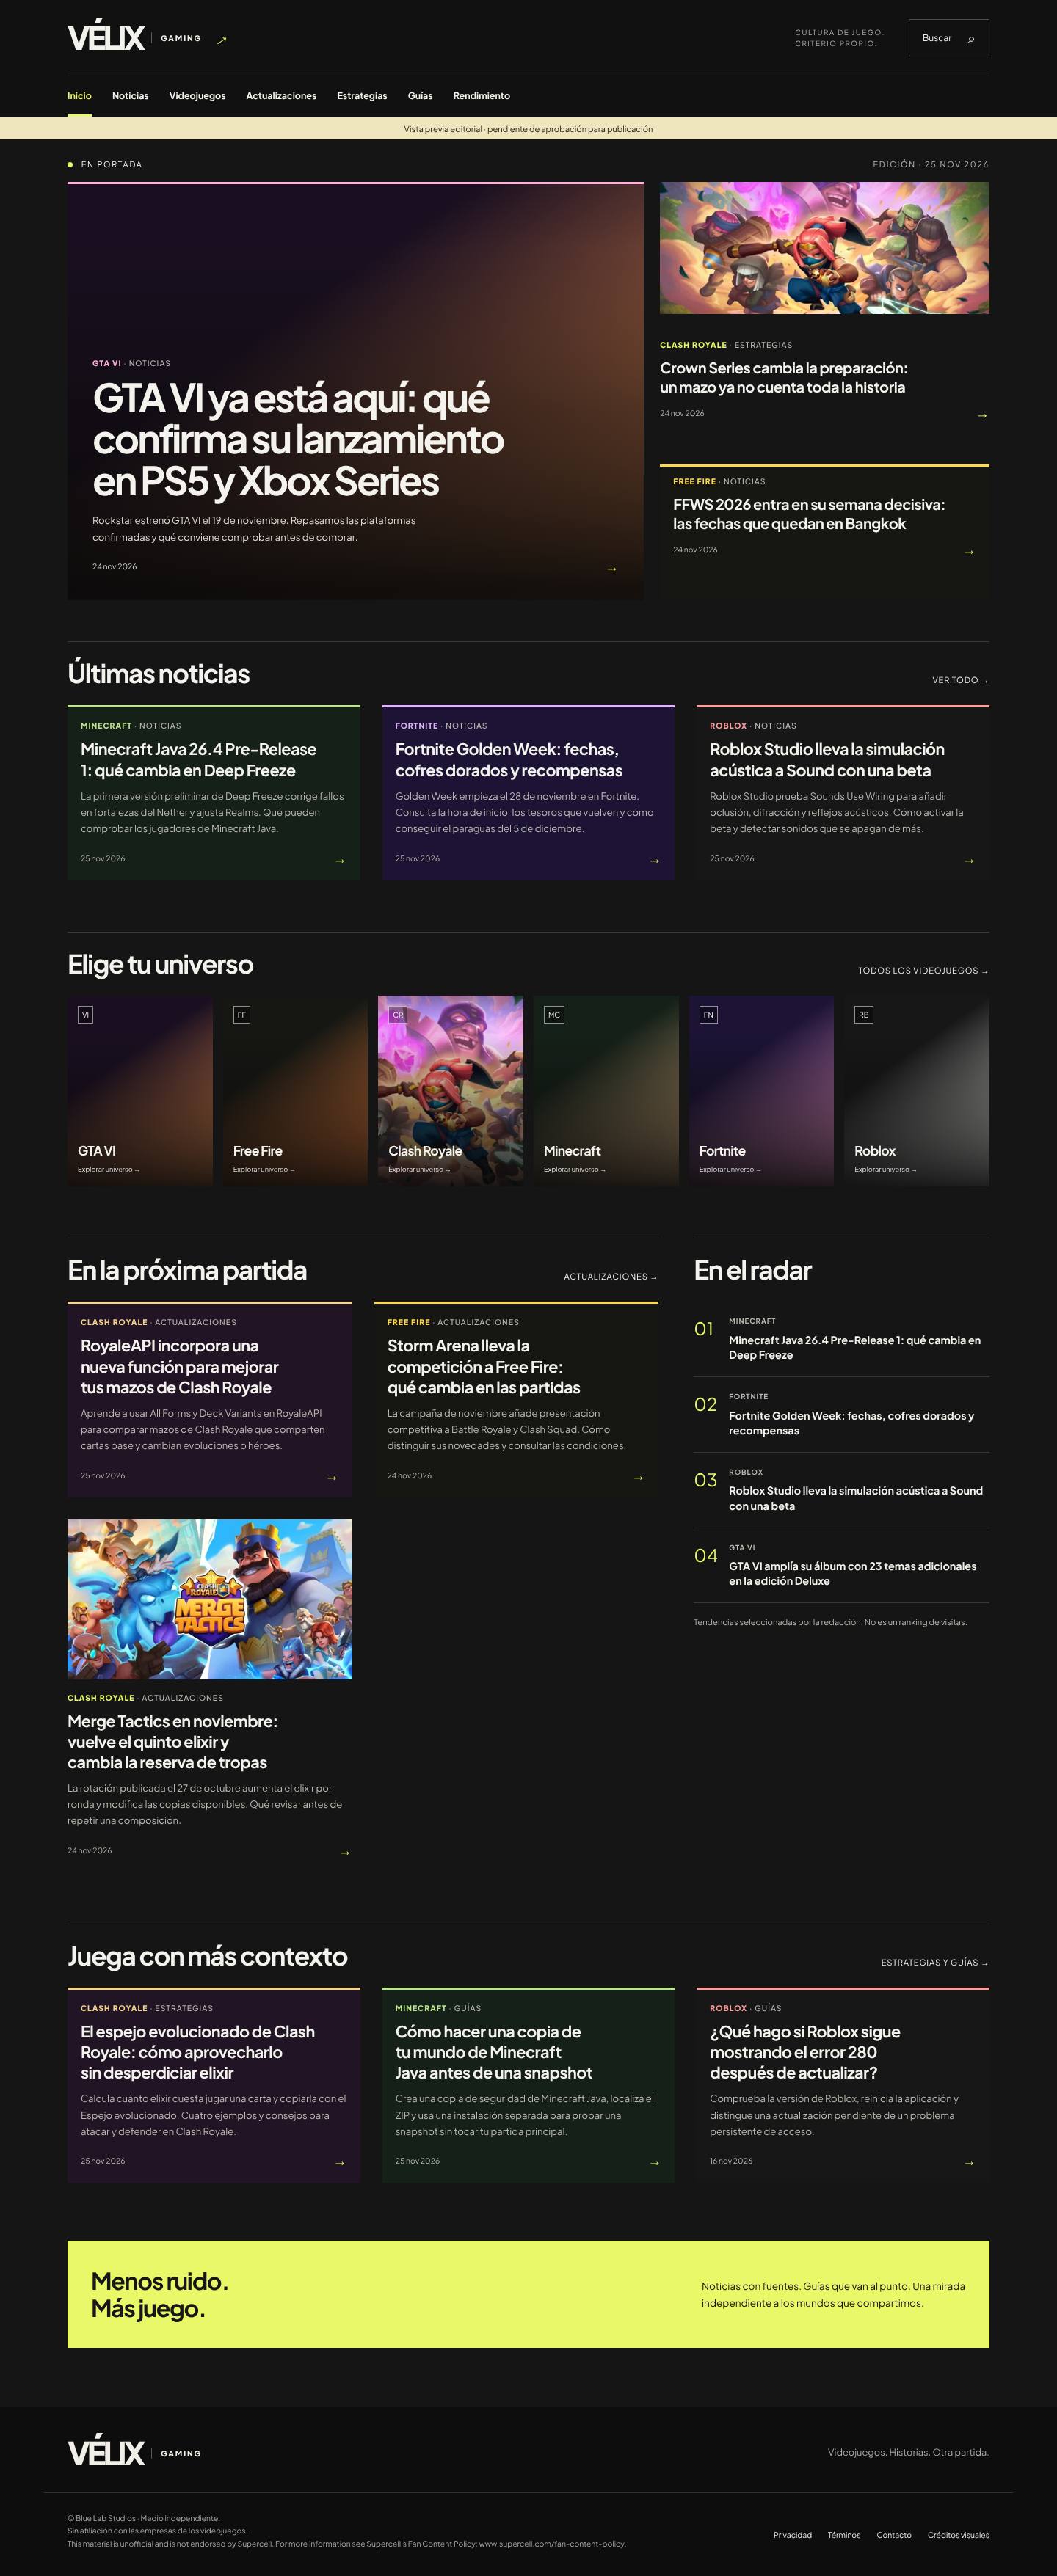 VÉLIX GAMING →
CULTURA DE JUEGO.
CRITERIO PROPIO.
Buscar ⌕
Inicio Noticias Videojuegos Actualizaciones Estrategias Guías Rendimiento
Vista previa editorial · pendiente de aprobación para publicación
EN PORTADA
EDICIÓN · 25 NOV 2026
GTA VI · NOTICIAS
GTA VI ya está aquí: qué
confirma su lanzamiento
en PS5 y Xbox Series
Rockstar estrenó GTA VI el 19 de noviembre. Repasamos las plataformas
confirmadas y qué conviene comprobar antes de comprar.
24 nov 2026 →
CLASH ROYALE · ESTRATEGIAS
Crown Series cambia la preparación:
un mazo ya no cuenta toda la historia
24 nov 2026 →
FREE FIRE · NOTICIAS
FFWS 2026 entra en su semana decisiva:
las fechas que quedan en Bangkok
24 nov 2026 →
Últimas noticias
VER TODO →
MINECRAFT · NOTICIAS
Minecraft Java 26.4 Pre-Release
1: qué cambia en Deep Freeze
La primera versión preliminar de Deep Freeze corrige fallos
en fortalezas del Nether y ajusta Realms. Qué pueden
comprobar los jugadores de Minecraft Java.
25 nov 2026 →
FORTNITE · NOTICIAS
Fortnite Golden Week: fechas,
cofres dorados y recompensas
Golden Week empieza el 28 de noviembre en Fortnite.
Consulta la hora de inicio, los tesoros que vuelven y cómo
conseguir el paraguas del 5 de diciembre.
25 nov 2026 →
ROBLOX · NOTICIAS
Roblox Studio lleva la simulación
acústica a Sound con una beta
Roblox Studio prueba Sounds Use Wiring para añadir
oclusión, difracción y reflejos acústicos. Cómo activar la
beta y detectar sonidos que se apagan de más.
25 nov 2026 →
Elige tu universo
TODOS LOS VIDEOJUEGOS →
VI
GTA VI
Explorar universo →
FF
Free Fire
Explorar universo →
CR
Clash Royale
Explorar universo →
MC
Minecraft
Explorar universo →
FN
Fortnite
Explorar universo →
RB
Roblox
Explorar universo →
En la próxima partida
ACTUALIZACIONES →
CLASH ROYALE · ACTUALIZACIONES
RoyaleAPI incorpora una
nueva función para mejorar
tus mazos de Clash Royale
Aprende a usar All Forms y Deck Variants en RoyaleAPI
para comparar mazos de Clash Royale que comparten
cartas base y cambian evoluciones o héroes.
25 nov 2026 →
FREE FIRE · ACTUALIZACIONES
Storm Arena lleva la
competición a Free Fire:
qué cambia en las partidas
La campaña de noviembre añade presentación
competitiva a Battle Royale y Clash Squad. Cómo
distinguir sus novedades y consultar las condiciones.
24 nov 2026 →
CLASH
ROYALE
MERGE
TACTICS
CLASH ROYALE · ACTUALIZACIONES
Merge Tactics en noviembre:
vuelve el quinto elixir y
cambia la reserva de tropas
La rotación publicada el 27 de octubre aumenta el elixir por
ronda y modifica las copias disponibles. Qué revisar antes de
repetir una composición.
24 nov 2026 →
En el radar
01
MINECRAFT
Minecraft Java 26.4 Pre-Release 1: qué cambia en
Deep Freeze
02
FORTNITE
Fortnite Golden Week: fechas, cofres dorados y
recompensas
03
ROBLOX
Roblox Studio lleva la simulación acústica a Sound
con una beta
04
GTA VI
GTA VI amplía su álbum con 23 temas adicionales
en la edición Deluxe
Tendencias seleccionadas por la redacción. No es un ranking de visitas.
Juega con más contexto
ESTRATEGIAS Y GUÍAS →
CLASH ROYALE · ESTRATEGIAS
El espejo evolucionado de Clash
Royale: cómo aprovecharlo
sin desperdiciar elixir
Calcula cuánto elixir cuesta jugar una carta y copiarla con el
Espejo evolucionado. Cuatro ejemplos y consejos para
atacar y defender en Clash Royale.
25 nov 2026 →
MINECRAFT · GUÍAS
Cómo hacer una copia de
tu mundo de Minecraft
Java antes de una snapshot
Crea una copia de seguridad de Minecraft Java, localiza el
ZIP y usa una instalación separada para probar una
snapshot sin tocar tu partida principal.
25 nov 2026 →
ROBLOX · GUÍAS
¿Qué hago si Roblox sigue
mostrando el error 280
después de actualizar?
Comprueba la versión de Roblox, reinicia la aplicación y
distingue una actualización pendiente de un problema
persistente de acceso.
16 nov 2026 →
Menos ruido.
Más juego.
Noticias con fuentes. Guías que van al punto. Una mirada
independiente a los mundos que compartimos.
VÉLIX GAMING
Videojuegos. Historias. Otra partida.
© Blue Lab Studios · Medio independiente.
Sin afiliación con las empresas de los videojuegos.
This material is unofficial and is not endorsed by Supercell. For more information see Supercell's Fan Content Policy: www.supercell.com/fan-content-policy.
Privacidad Términos Contacto Créditos visuales